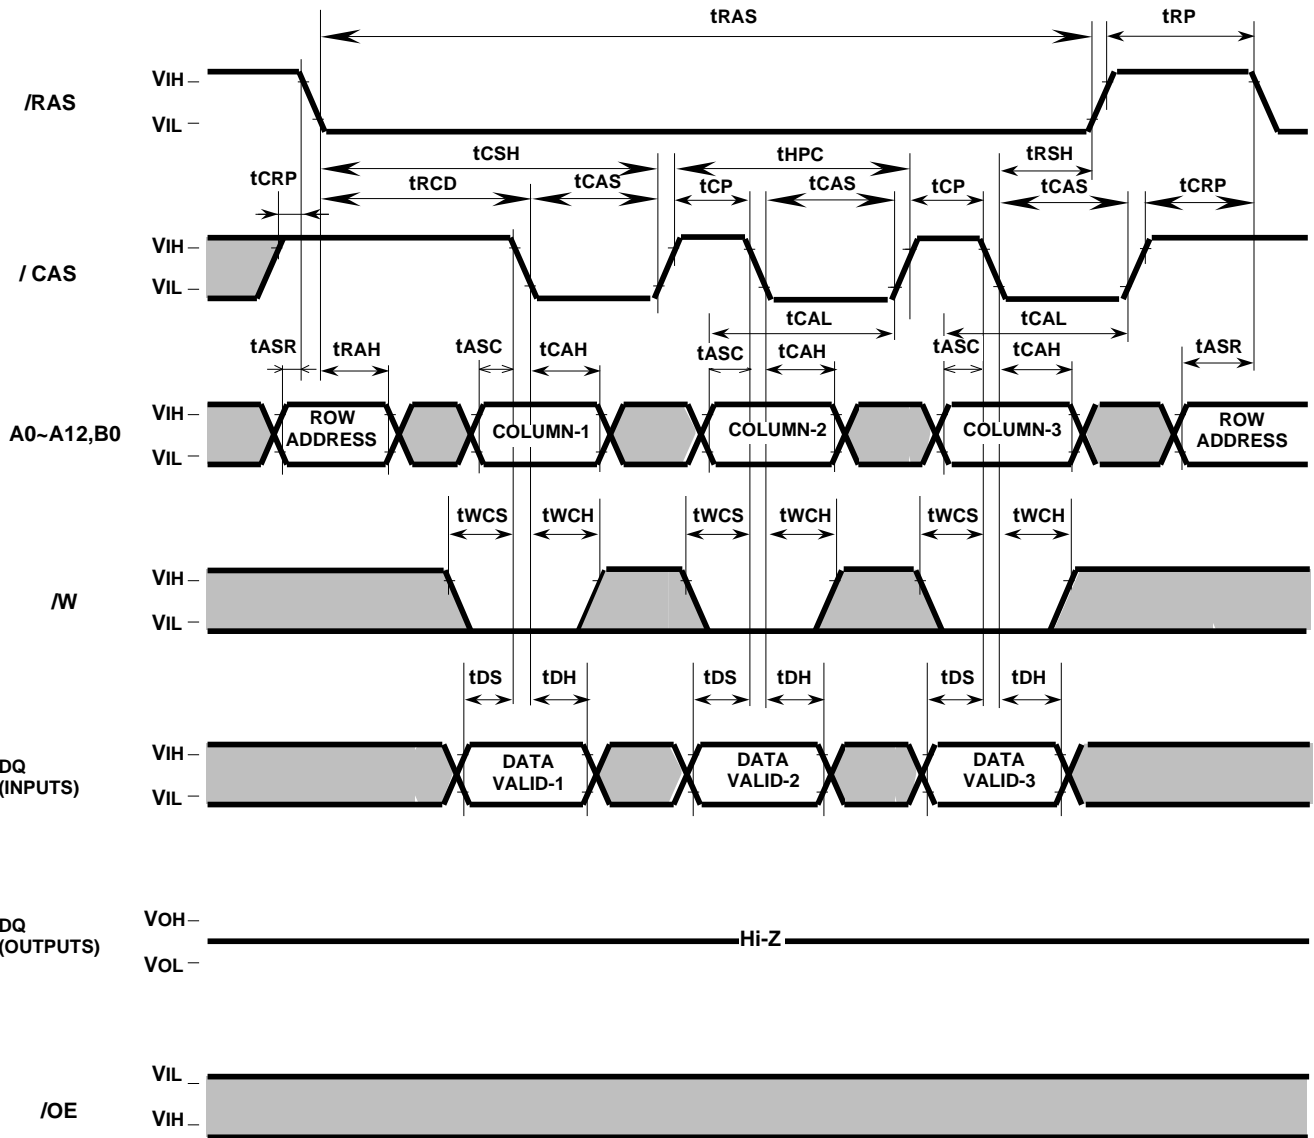 tRAS tRP
VIH
/RAS
VIL
tCSH tHPC tRSH
tCRP tRCD tCAS tCP tCAS tCP tCAS tCRP
VIH
/ CAS
VIL
tCAL tCAL
tASR tRAH tASC tCAH tASC tCAH tASC tCAH tASR
VIH
A0~A12,B0
VIL
ROW
ADDRESS
COLUMN-1
COLUMN-2
COLUMN-3
ROW
ADDRESS
tWCS tWCH tWCS tWCH tWCS tWCH
VIH
/W
VIL
tDS tDH tDS tDH tDS tDH
DQ
(INPUTS)
VIH
VIL
DATA
VALID-1
DATA
VALID-2
DATA
VALID-3
DQ
(OUTPUTS)
VOH
VOL
Hi-Z
VIL
/OE
VIH